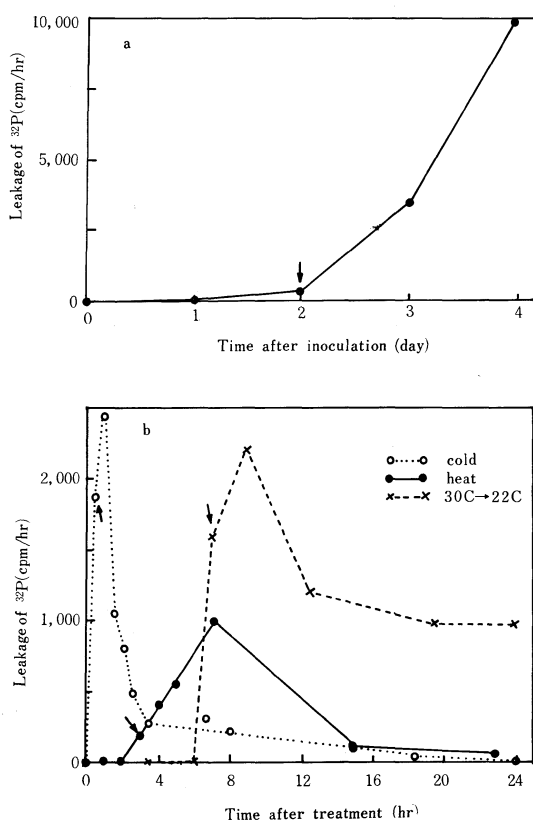 10,000
a
5,000
0
Leakage of ³²P(cpm/hr)
0 1 2 3 4
Time after inoculation (day)
b
cold
heat
30C→22C
2,000
1,000
0
Leakage of ³²P(cpm/hr)
0 4 8 12 16 20 24
Time after treatment (hr)